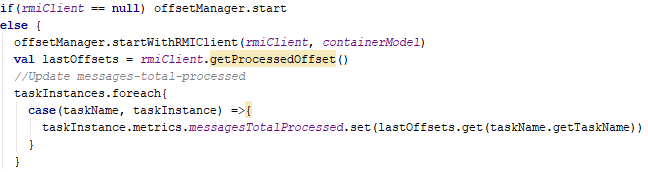 if(rmiClient == null) offsetManager.start
else {
  offsetManager.startWithRMIClient(rmiClient, containerModel)
  val lastOffsets = rmiClient.getProcessedOffset()
  //Update messages-total-processed
  taskInstances.foreach{
    case(taskName, taskInstance) =>{
      taskInstance.metrics.messagesTotalProcessed.set(lastOffsets.get(taskName.getTaskName))
    }
  }